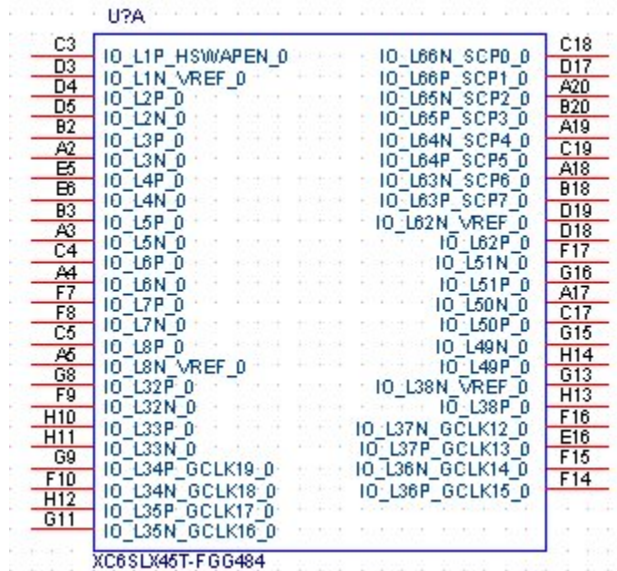 U?A
C3 IO_L1P_HSWAPEN_0 IO_L66N_SCP0_0 C18
D3 IO_L1N_VREF_0 IO_L66P_SCP1_0 D17
D4 IO_L2P_0 IO_L65N_SCP2_0 A20
D5 IO_L2N_0 IO_L65P_SCP3_0 B20
B2 IO_L3P_0 IO_L64N_SCP4_0 A19
A2 IO_L3N_0 IO_L64P_SCP5_0 C19
E5 IO_L4P_0 IO_L63N_SCP6_0 A18
E6 IO_L4N_0 IO_L63P_SCP7_0 B18
B3 IO_L5P_0 IO_L62N_VREF_0 D19
A3 IO_L5N_0 IO_L62P_0 D18
C4 IO_L6P_0 IO_L51N_0 F17
A4 IO_L6N_0 IO_L51P_0 G16
F7 IO_L7P_0 IO_L50N_0 A17
F8 IO_L7N_0 IO_L50P_0 C17
C5 IO_L8P_0 IO_L49N_0 G15
A5 IO_L8N_VREF_0 IO_L49P_0 H14
G8 IO_L32P_0 IO_L38N_VREF_0 G13
F9 IO_L32N_0 IO_L38P_0 H13
H10 IO_L33P_0 IO_L37N_GCLK12_0 F16
H11 IO_L33N_0 IO_L37P_GCLK13_0 E16
G9 IO_L34P_GCLK19_0 IO_L36N_GCLK14_0 F15
F10 IO_L34N_GCLK18_0 IO_L36P_GCLK15_0 F14
H12 IO_L35P_GCLK17_0
G11 IO_L35N_GCLK16_0
XC6SLX45T-FGG484